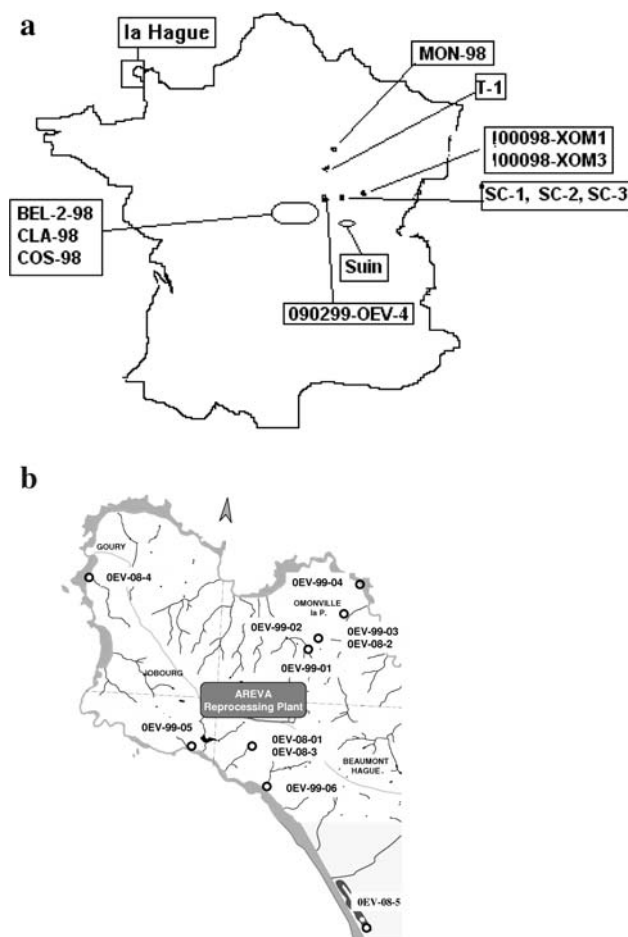 a
la Hague
MON-98
T-1
I00098-XOM1
I00098-XOM3
SC-1, SC-2, SC-3
BEL-2-98
CLA-98
COS-98
Suin
090299-OEV-4
b
GOURY
0EV-08-4
0EV-99-04
OMONVILLE
la P.
0EV-99-02
0EV-99-03
0EV-08-2
0EV-99-01
JOBOURG
AREVA
Reprocessing Plant
0EV-99-05
0EV-08-01
0EV-08-3
BEAUMONT
HAGUE
0EV-99-06
0EV-08-5